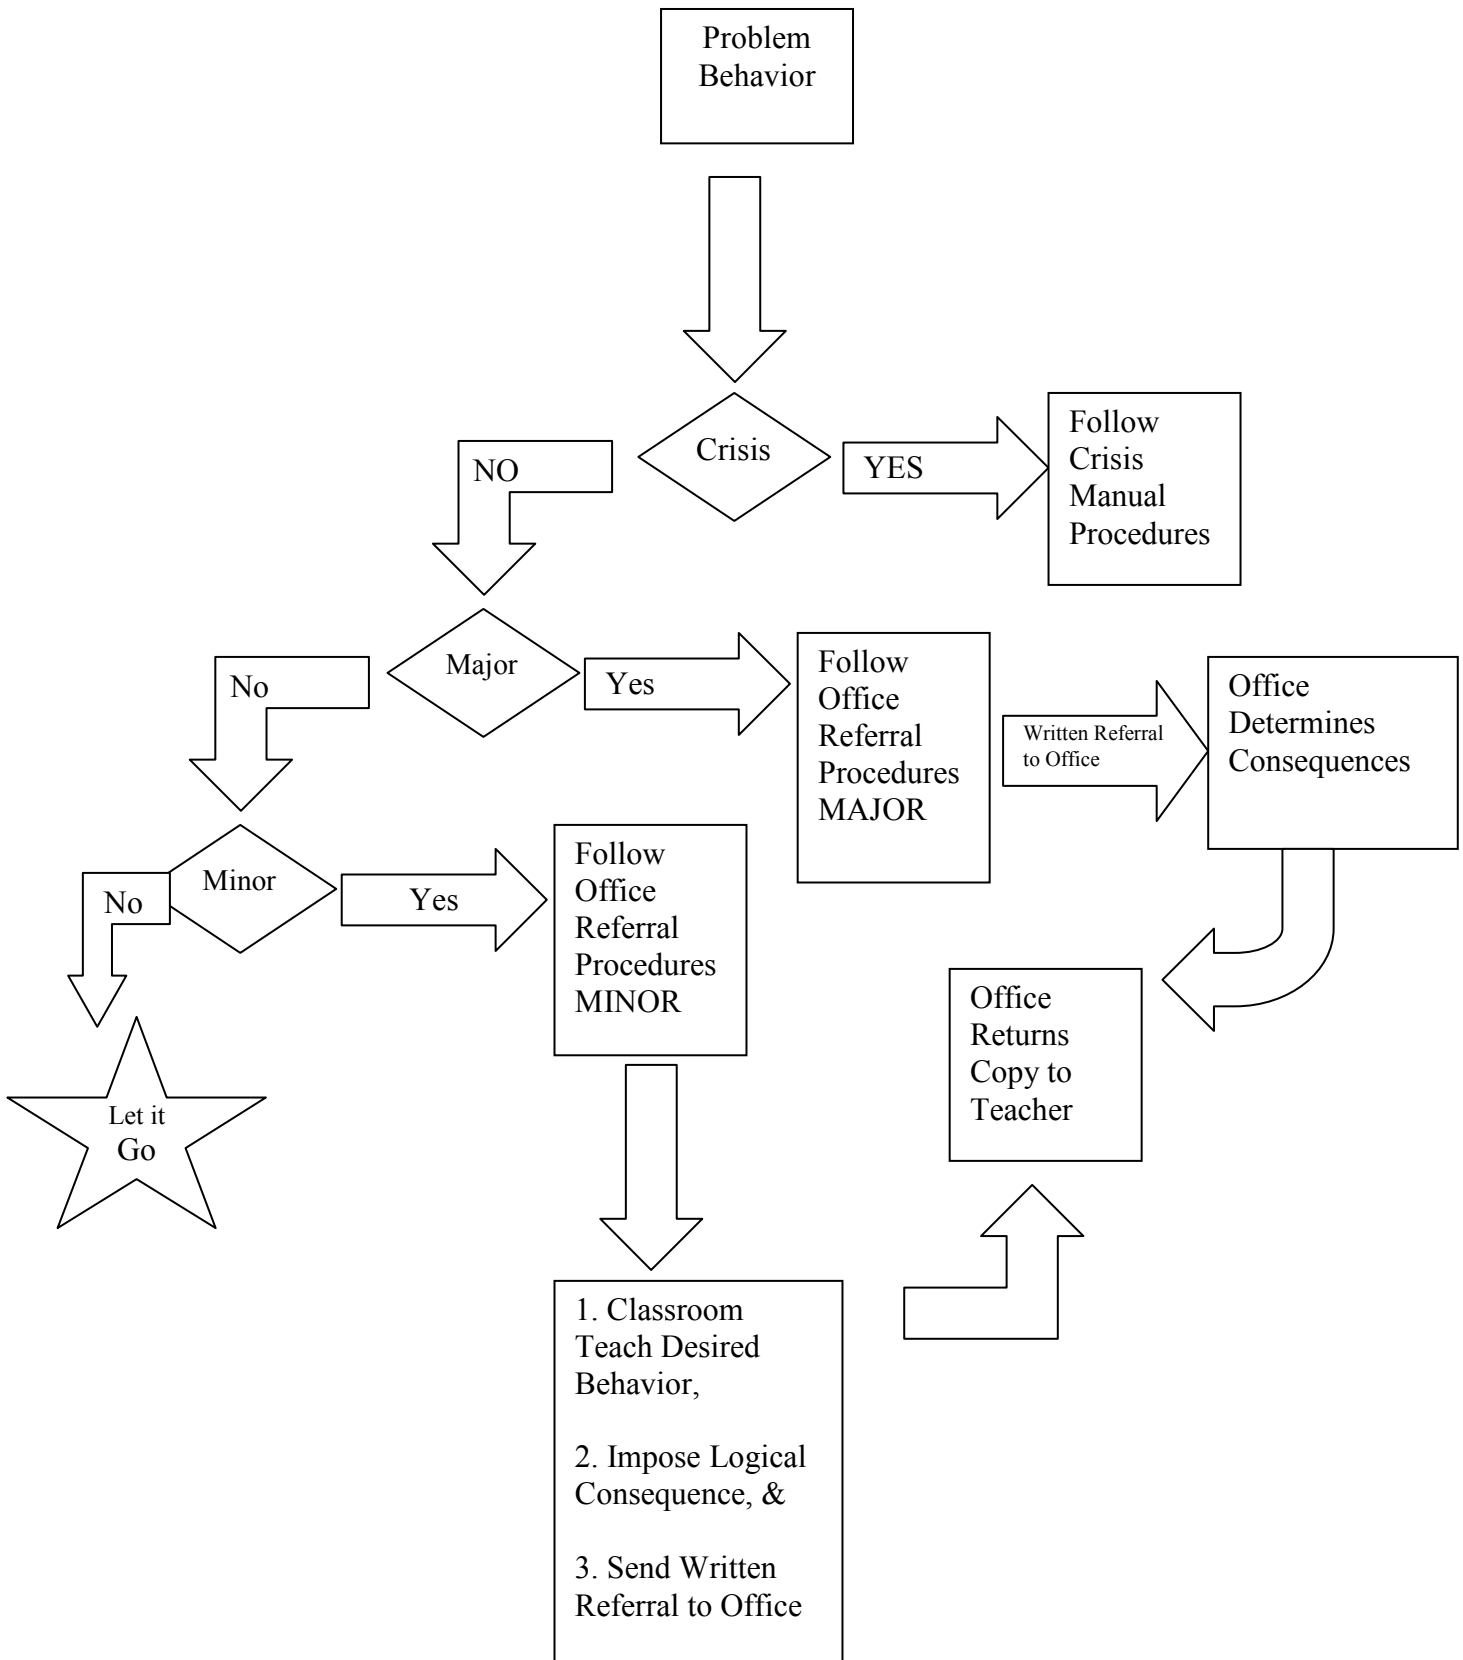 Problem
Behavior
Crisis
YES
Follow
Crisis
Manual
Procedures
NO
Major
Yes
Follow
Office
Referral
Procedures
MAJOR
Written Referral
to Office
Office
Determines
Consequences
No
Minor
Yes
Follow
Office
Referral
Procedures
MINOR
No
Let it
Go
Office
Returns
Copy to
Teacher
1. Classroom
Teach Desired
Behavior,
2. Impose Logical
Consequence, &
3. Send Written
Referral to Office